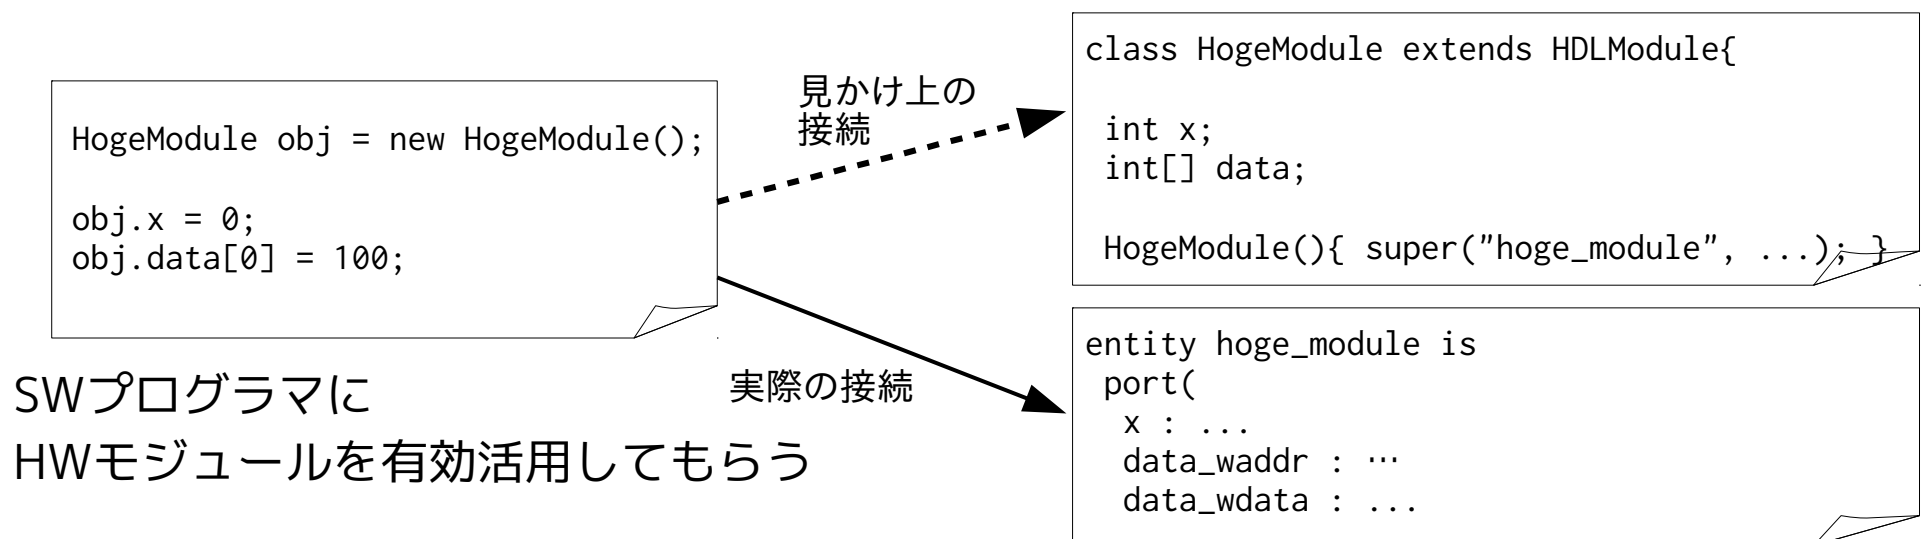 HogeModule obj = new HogeModule();
obj.x = 0;
obj.data[0] = 100;
見かけ上の
接続
class HogeModule extends HDLModule{
int x;
int[] data;
HogeModule(){ super("hoge_module", ...); }
実際の接続
entity hoge_module is
port(
x : ...
data_waddr : …
data_wdata : ...
SWプログラマに
HWモジュールを有効活用してもらう